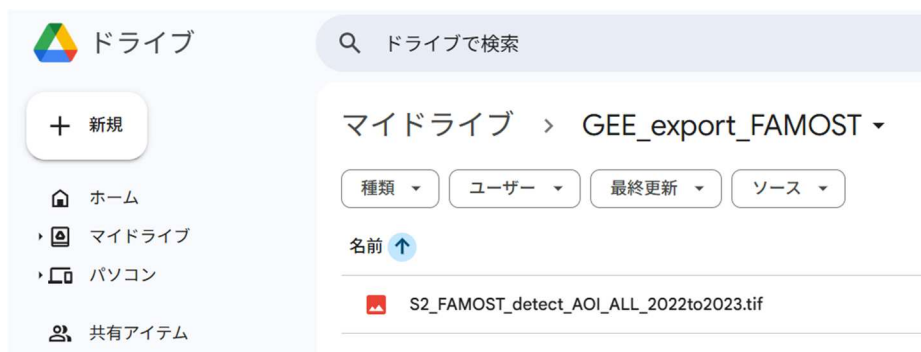 ドライブ
ドライブで検索
新規
マイドライブ > GEE_export_FAMOST
種類 ユーザー 最終更新 ソース
ホーム
マイドライブ
パソコン
共有アイテム
名前
S2_FAMOST_detect_AOI_ALL_2022to2023.tif